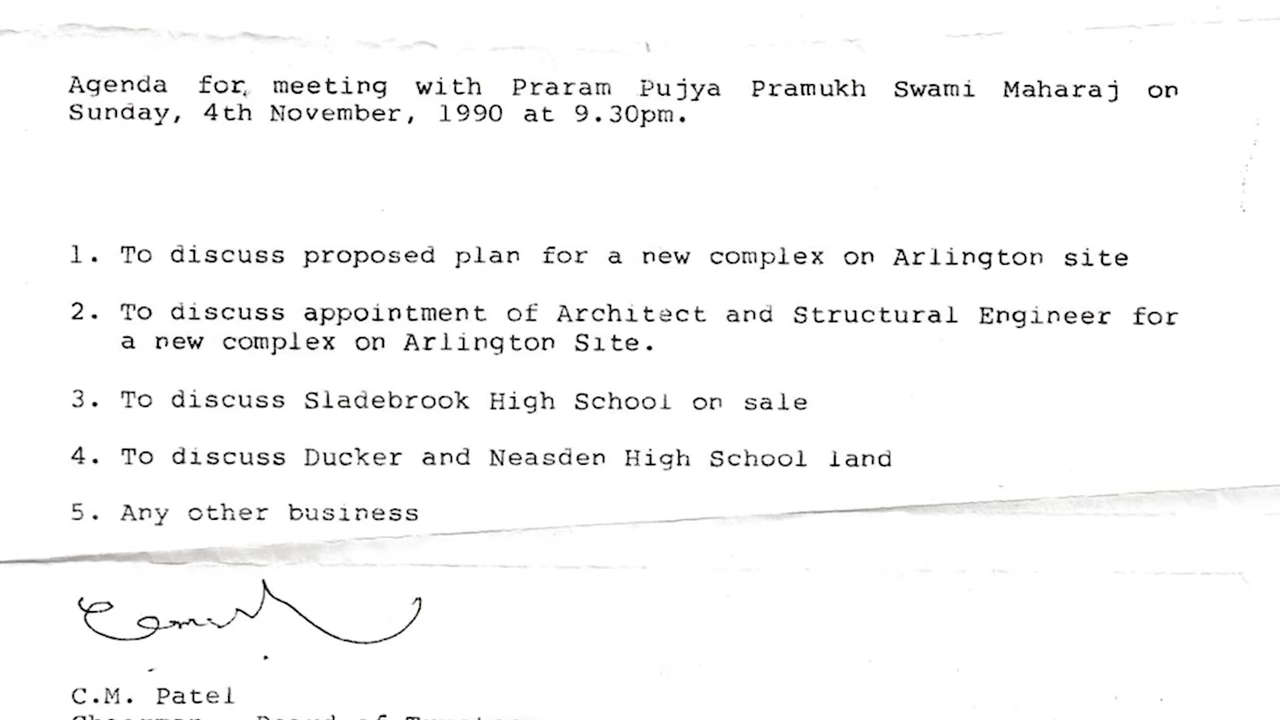 Agenda for, meeting with Praram Pujya Pramukh Swami Maharaj on
Sunday, 4th November, 1990 at 9.30pm.
1. To discuss proposed plan for a new complex on Arlington site
2. To discuss appointment of Architect and Structural Engineer for
a new complex on Arlington Site.
3. To discuss Sladebrook High School on sale
4. To discuss Ducker and Neasden High School land
5. Any other business
C.M. Patel